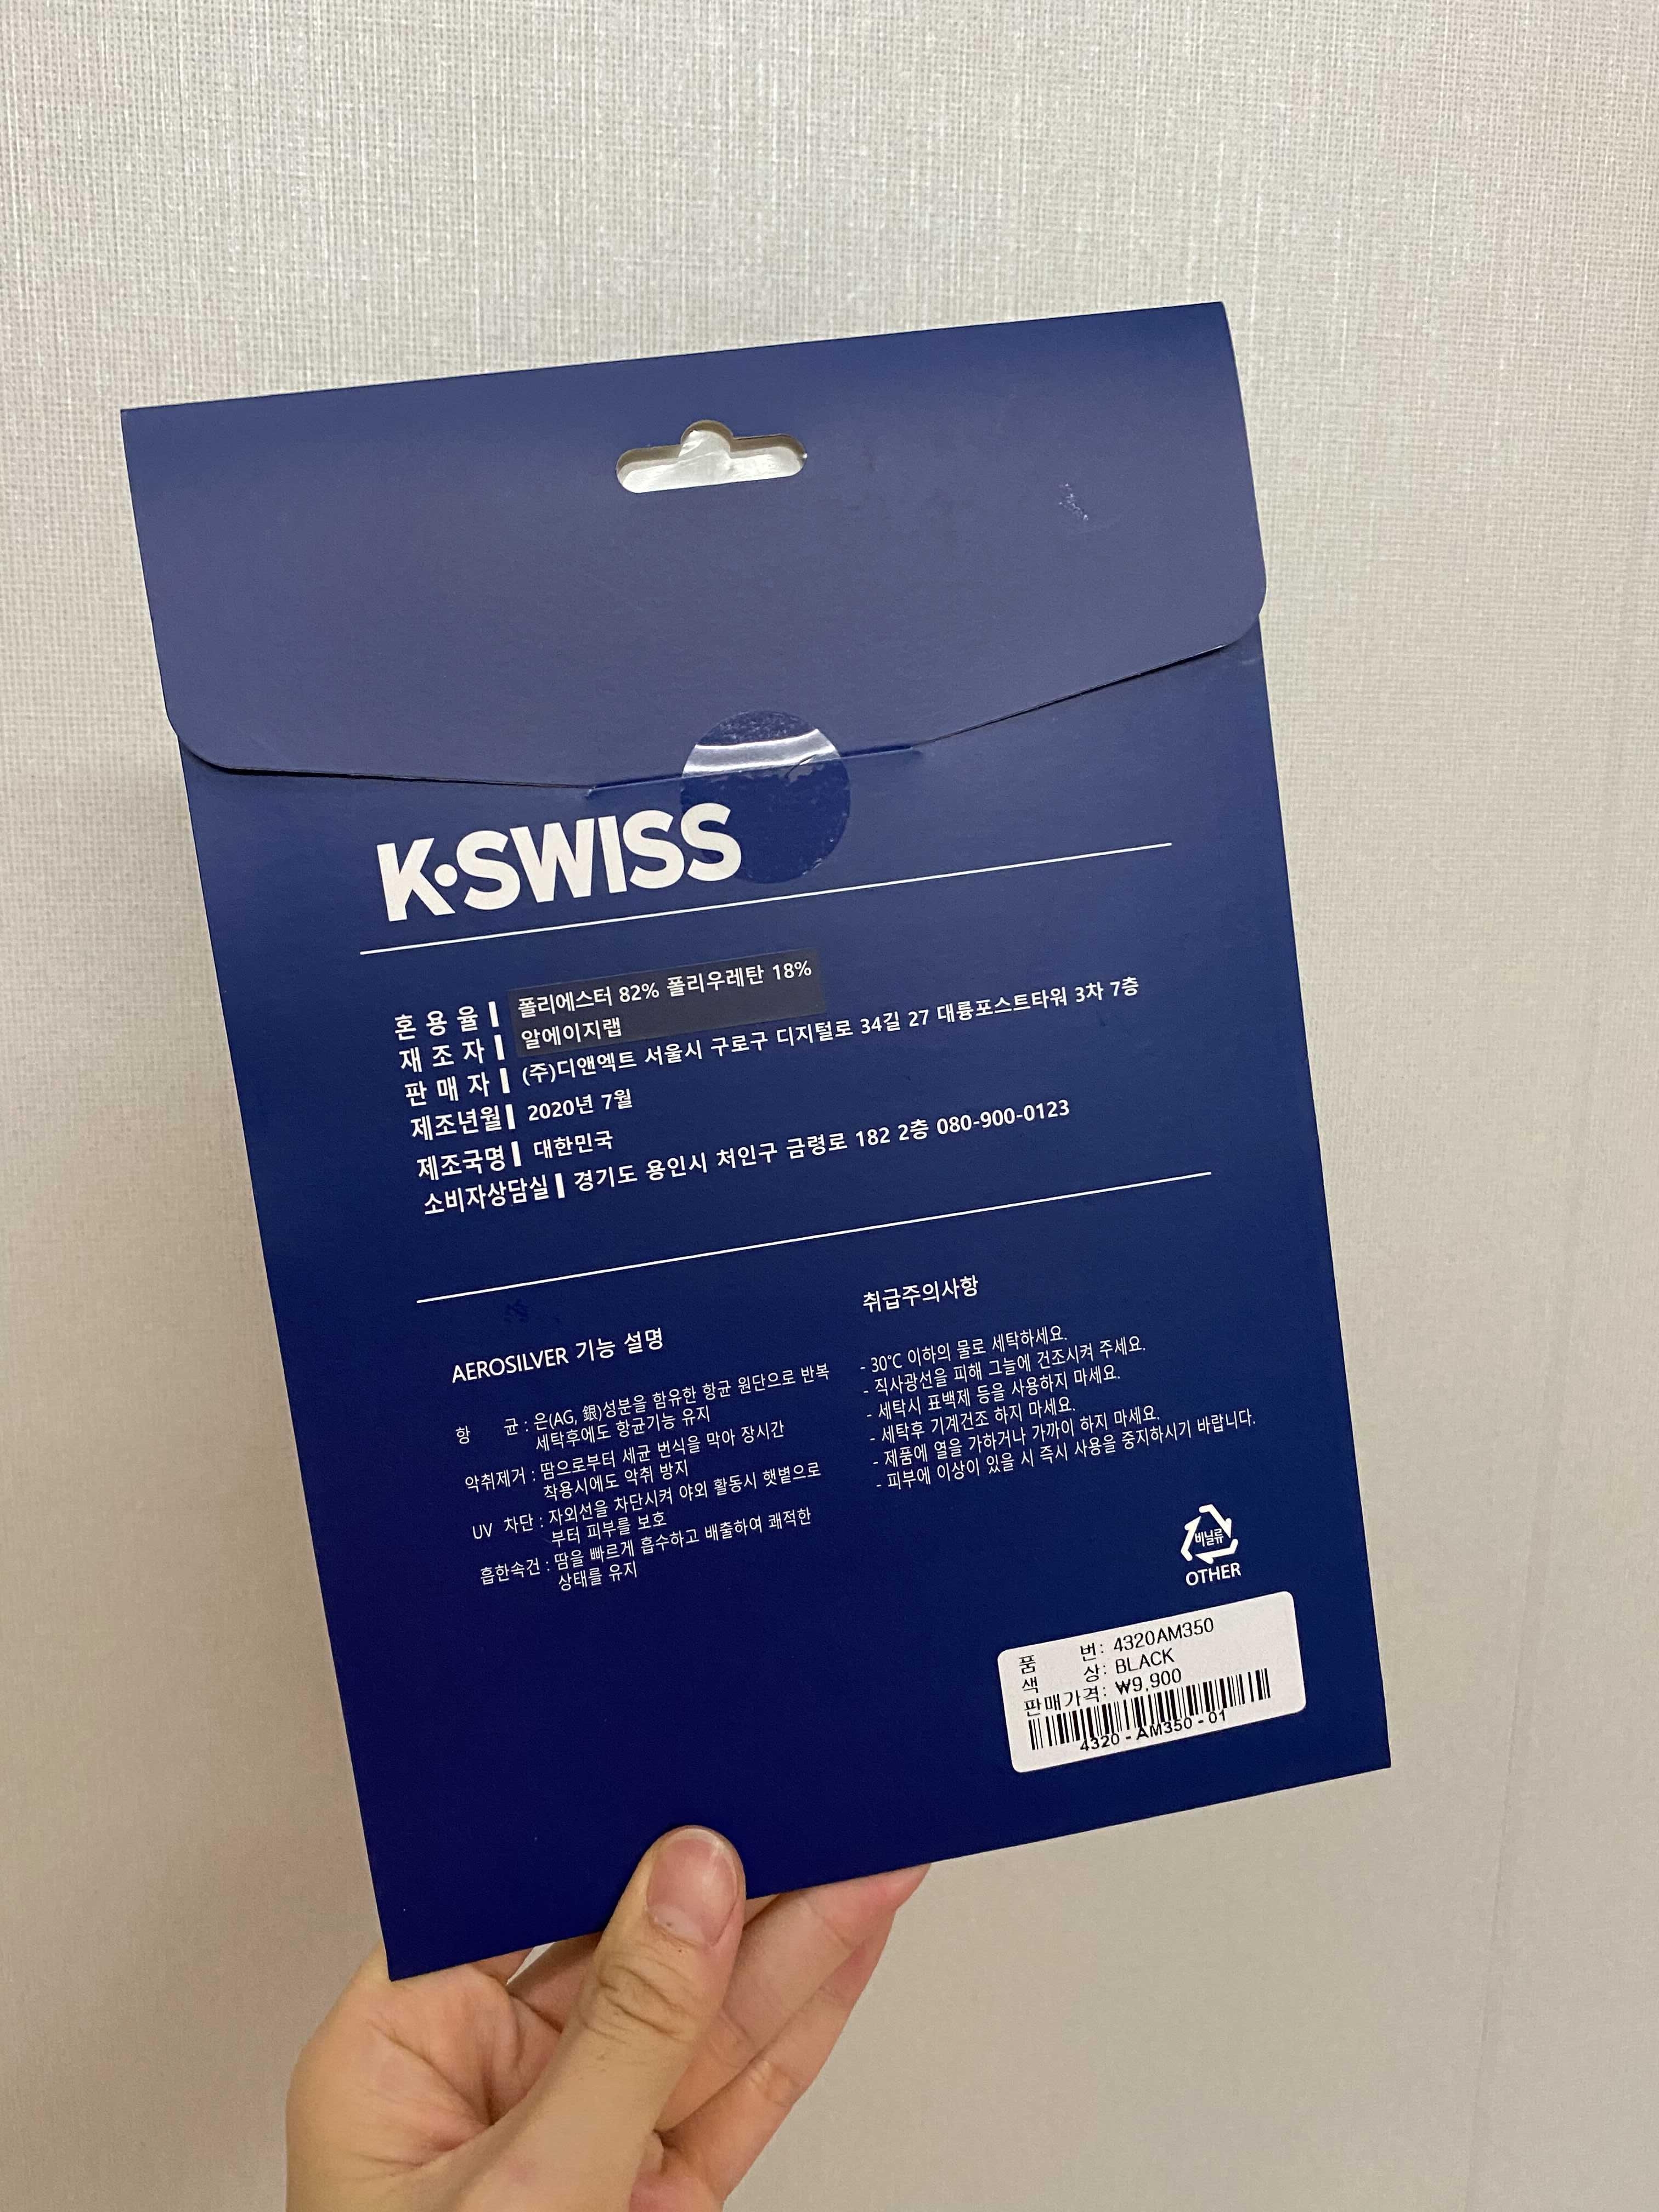 K·SWISS
혼 용 율 | 폴리에스터 82% 폴리우레탄 18%
재 조 자 | 알에이지랩
판 매 자 | (주)디앤엑트 서울시 구로구 디지털로 34길 27 대륭포스트타워 3차 7층
제조년월 | 2020년 7월
제조국명 | 대한민국
소비자상담실 | 경기도 용인시 처인구 금령로 182 2층 080-900-0123
AEROSILVER 기능 설명
항 균 : 은(AG, 銀)성분을 함유한 항균 원단으로 반복
세탁후에도 항균기능 유지
악취제거 : 땀으로부터 세균 번식을 막아 장시간
착용시에도 악취 방지
UV 차단 : 자외선을 차단시켜 야외 활동시 햇볕으로
부터 피부를 보호
흡한속건 : 땀을 빠르게 흡수하고 배출하여 쾌적한
상태를 유지
취급주의사항
- 30°C 이하의 물로 세탁하세요.
- 직사광선을 피해 그늘에 건조시켜 주세요.
- 세탁시 표백제 등을 사용하지 마세요.
- 세탁후 기계건조 하지 마세요.
- 제품에 열을 가하거나 가까이 하지 마세요.
- 피부에 이상이 있을 시 즉시 사용을 중지하시기 바랍니다.
비닐류
OTHER
품 번: 4320AM350
색 상: BLACK
판매가격: ₩9,900
4320 - AM350 - 01